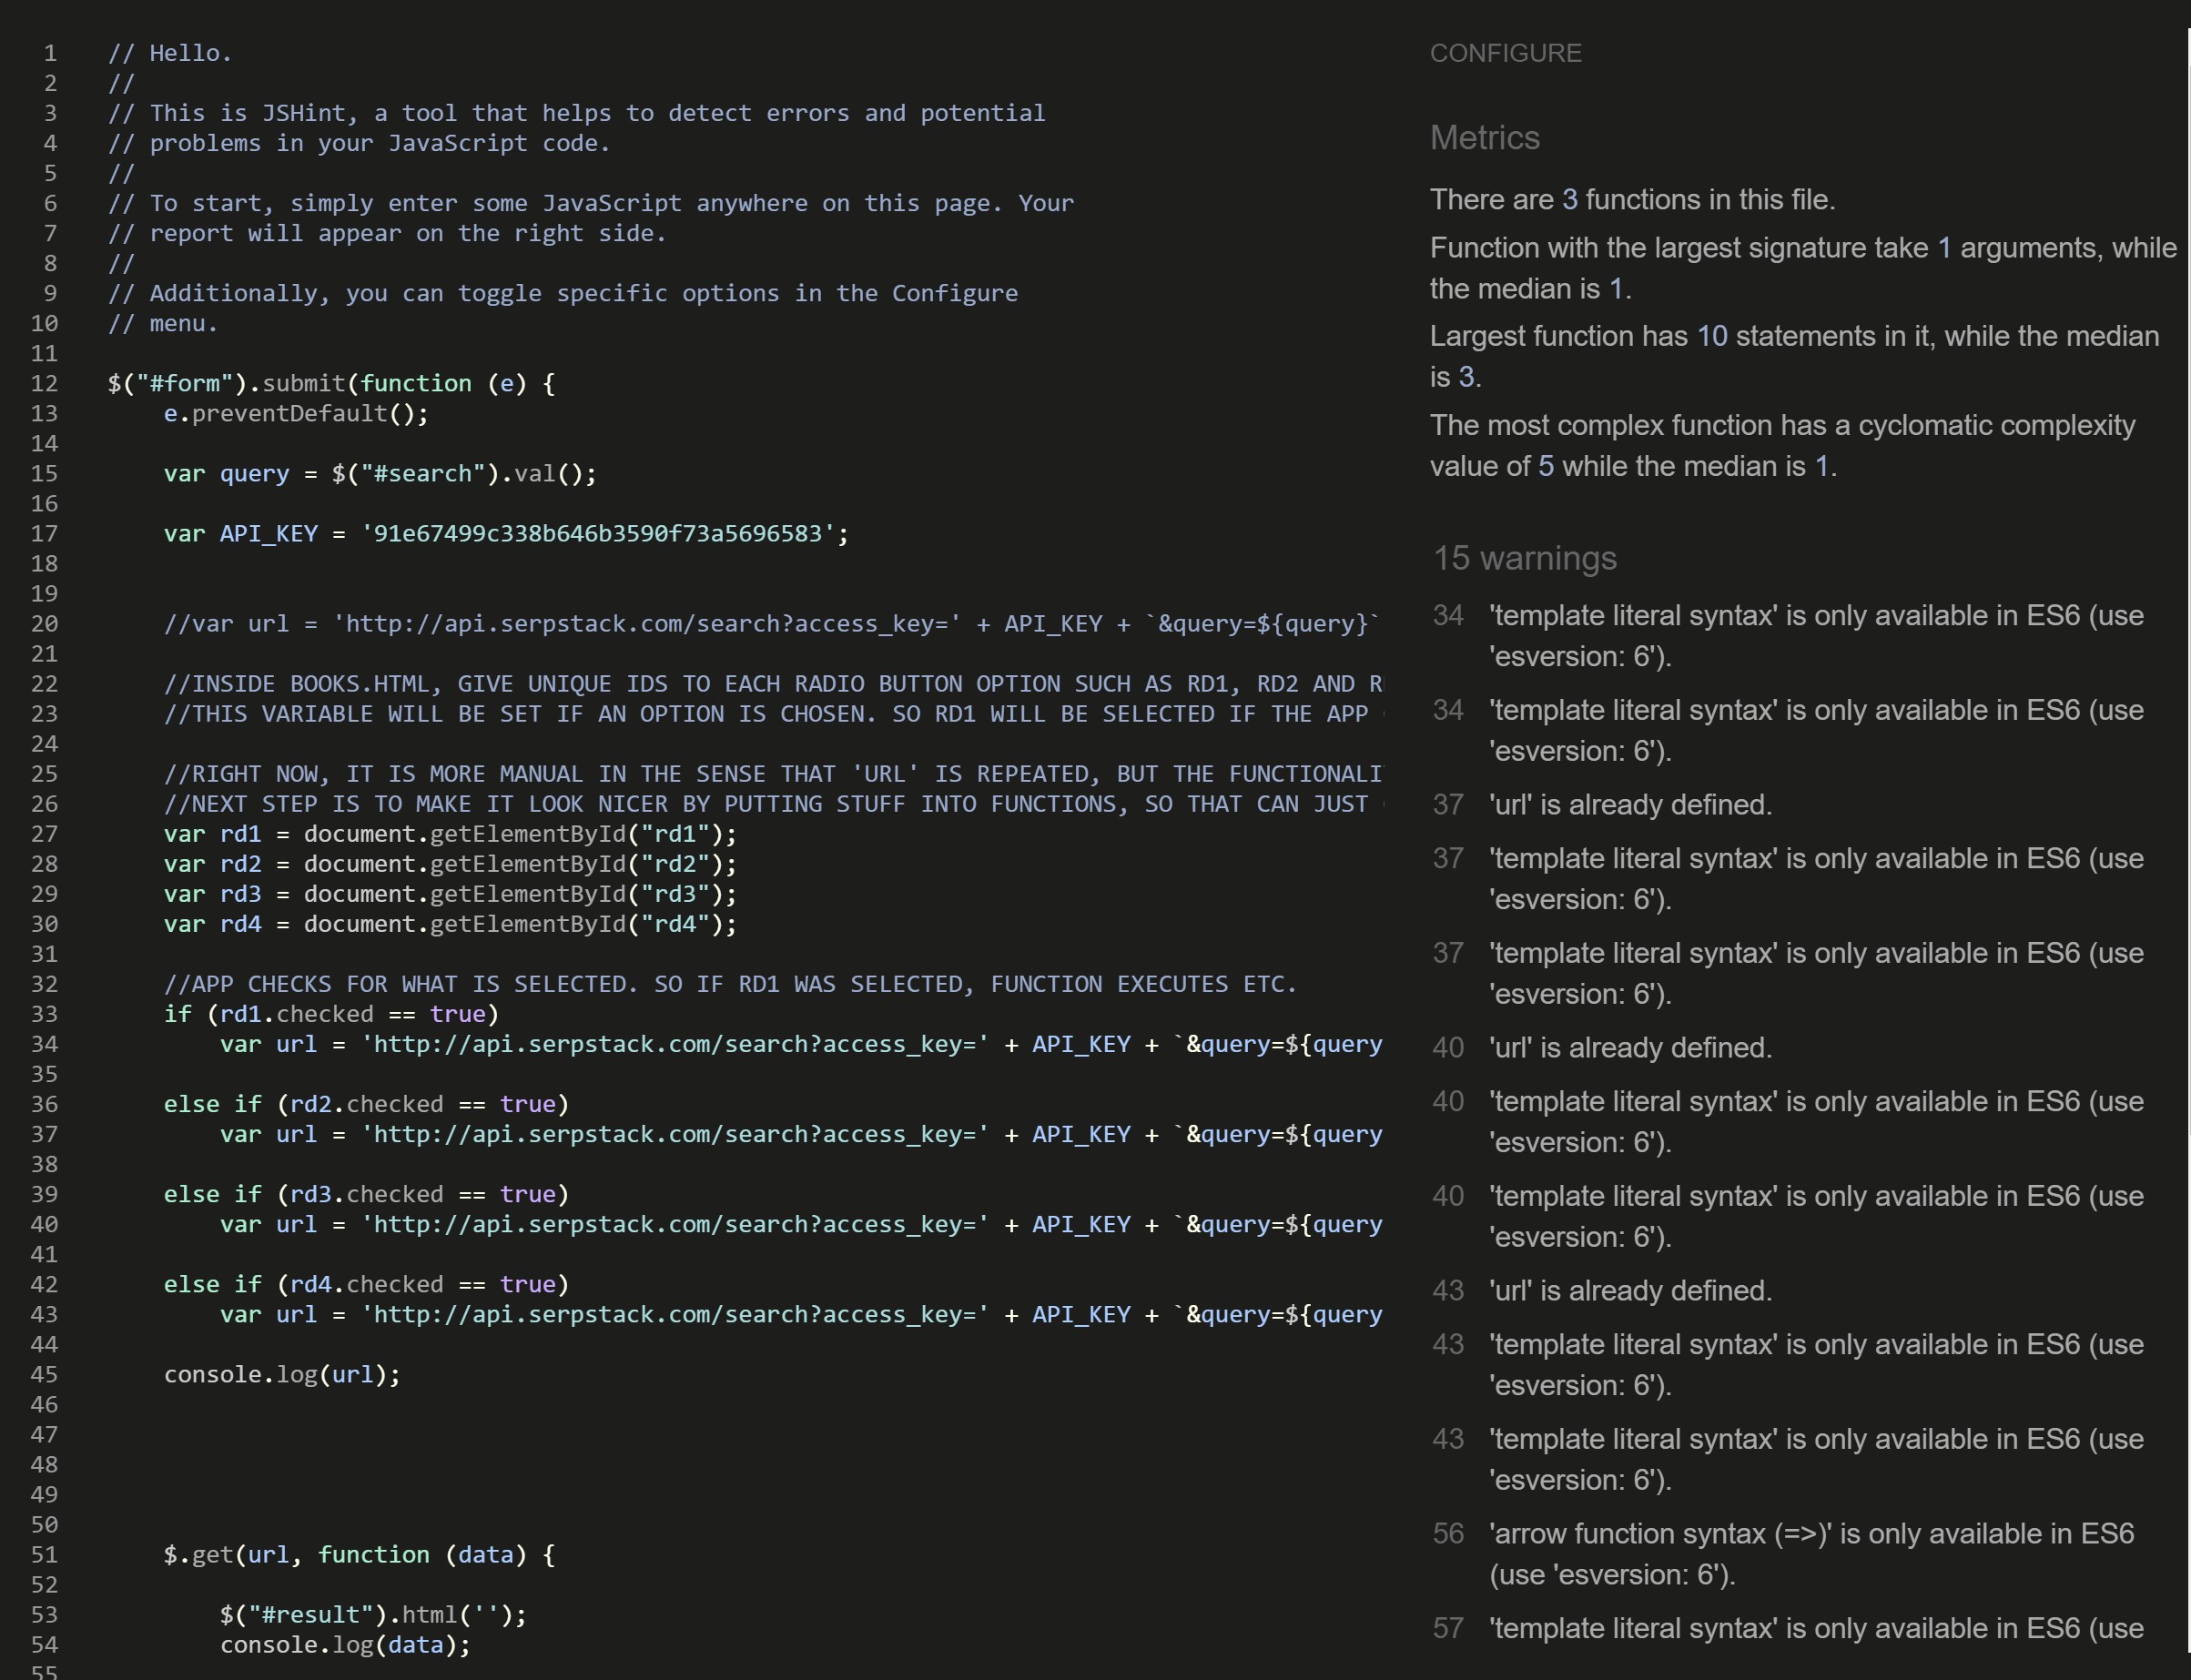 1 // Hello.
2 //
3 // This is JSHint, a tool that helps to detect errors and potential
4 // problems in your JavaScript code.
5 //
6 // To start, simply enter some JavaScript anywhere on this page. Your
7 // report will appear on the right side.
8 //
9 // Additionally, you can toggle specific options in the Configure
10 // menu.
11
12 $("#form").submit(function (e) {
13 e.preventDefault();
14
15 var query = $("#search").val();
16
17 var API_KEY = '91e67499c338b646b3590f73a5696583';
18
19
20 //var url = 'http://api.serpstack.com/search?access_key=' + API_KEY + `&query=${query}`
21
22 //INSIDE BOOKS.HTML, GIVE UNIQUE IDS TO EACH RADIO BUTTON OPTION SUCH AS RD1, RD2 AND
23 //THIS VARIABLE WILL BE SET IF AN OPTION IS CHOSEN. SO RD1 WILL BE SELECTED IF THE APP
24
25 //RIGHT NOW, IT IS MORE MANUAL IN THE SENSE THAT 'URL' IS REPEATED, BUT THE
26 //NEXT STEP IS TO MAKE IT LOOK NICER BY PUTTING STUFF INTO FUNCTIONS, SO THAT CAN JUST
27 var rd1 = document.getElementById("rd1");
28 var rd2 = document.getElementById("rd2");
29 var rd3 = document.getElementById("rd3");
30 var rd4 = document.getElementById("rd4");
31
32 //APP CHECKS FOR WHAT IS SELECTED. SO IF RD1 WAS SELECTED, FUNCTION EXECUTES ETC.
33 if (rd1.checked == true)
34 var url = 'http://api.serpstack.com/search?access_key=' + API_KEY + `&query=${query
35
36 else if (rd2.checked == true)
37 var url = 'http://api.serpstack.com/search?access_key=' + API_KEY + `&query=${query
38
39 else if (rd3.checked == true)
40 var url = 'http://api.serpstack.com/search?access_key=' + API_KEY + `&query=${query
41
42 else if (rd4.checked == true)
43 var url = 'http://api.serpstack.com/search?access_key=' + API_KEY + `&query=${query
44
45 console.log(url);
46
47
48
49
50
51 $.get(url, function (data) {
52
53 $("#result").html('');
54 console.log(data);
55
CONFIGURE
Metrics
There are 3 functions in this file.
Function with the largest signature take 1 arguments, while
the median is 1.
Largest function has 10 statements in it, while the median
is 3.
The most complex function has a cyclomatic complexity
value of 5 while the median is 1.
15 warnings
34 'template literal syntax' is only available in ES6 (use
'esversion: 6').
34 'template literal syntax' is only available in ES6 (use
'esversion: 6').
37 'url' is already defined.
37 'template literal syntax' is only available in ES6 (use
'esversion: 6').
37 'template literal syntax' is only available in ES6 (use
'esversion: 6').
40 'url' is already defined.
40 'template literal syntax' is only available in ES6 (use
'esversion: 6').
40 'template literal syntax' is only available in ES6 (use
'esversion: 6').
43 'url' is already defined.
43 'template literal syntax' is only available in ES6 (use
'esversion: 6').
43 'template literal syntax' is only available in ES6 (use
'esversion: 6').
56 'arrow function syntax (=>)' is only available in ES6
(use 'esversion: 6').
57 'template literal syntax' is only available in ES6 (use